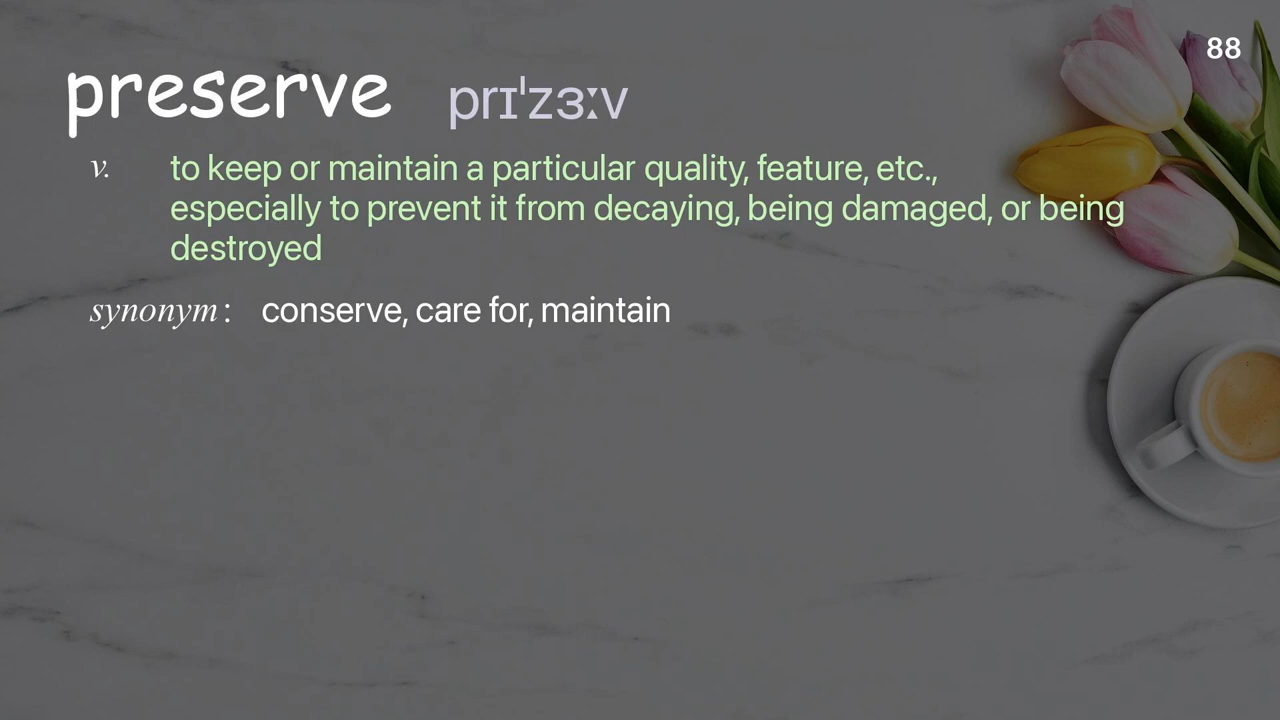 88
preserve prɪˈzɜːv
v. to keep or maintain a particular quality, feature, etc.,
especially to prevent it from decaying, being damaged, or being
destroyed
synonym: conserve, care for, maintain